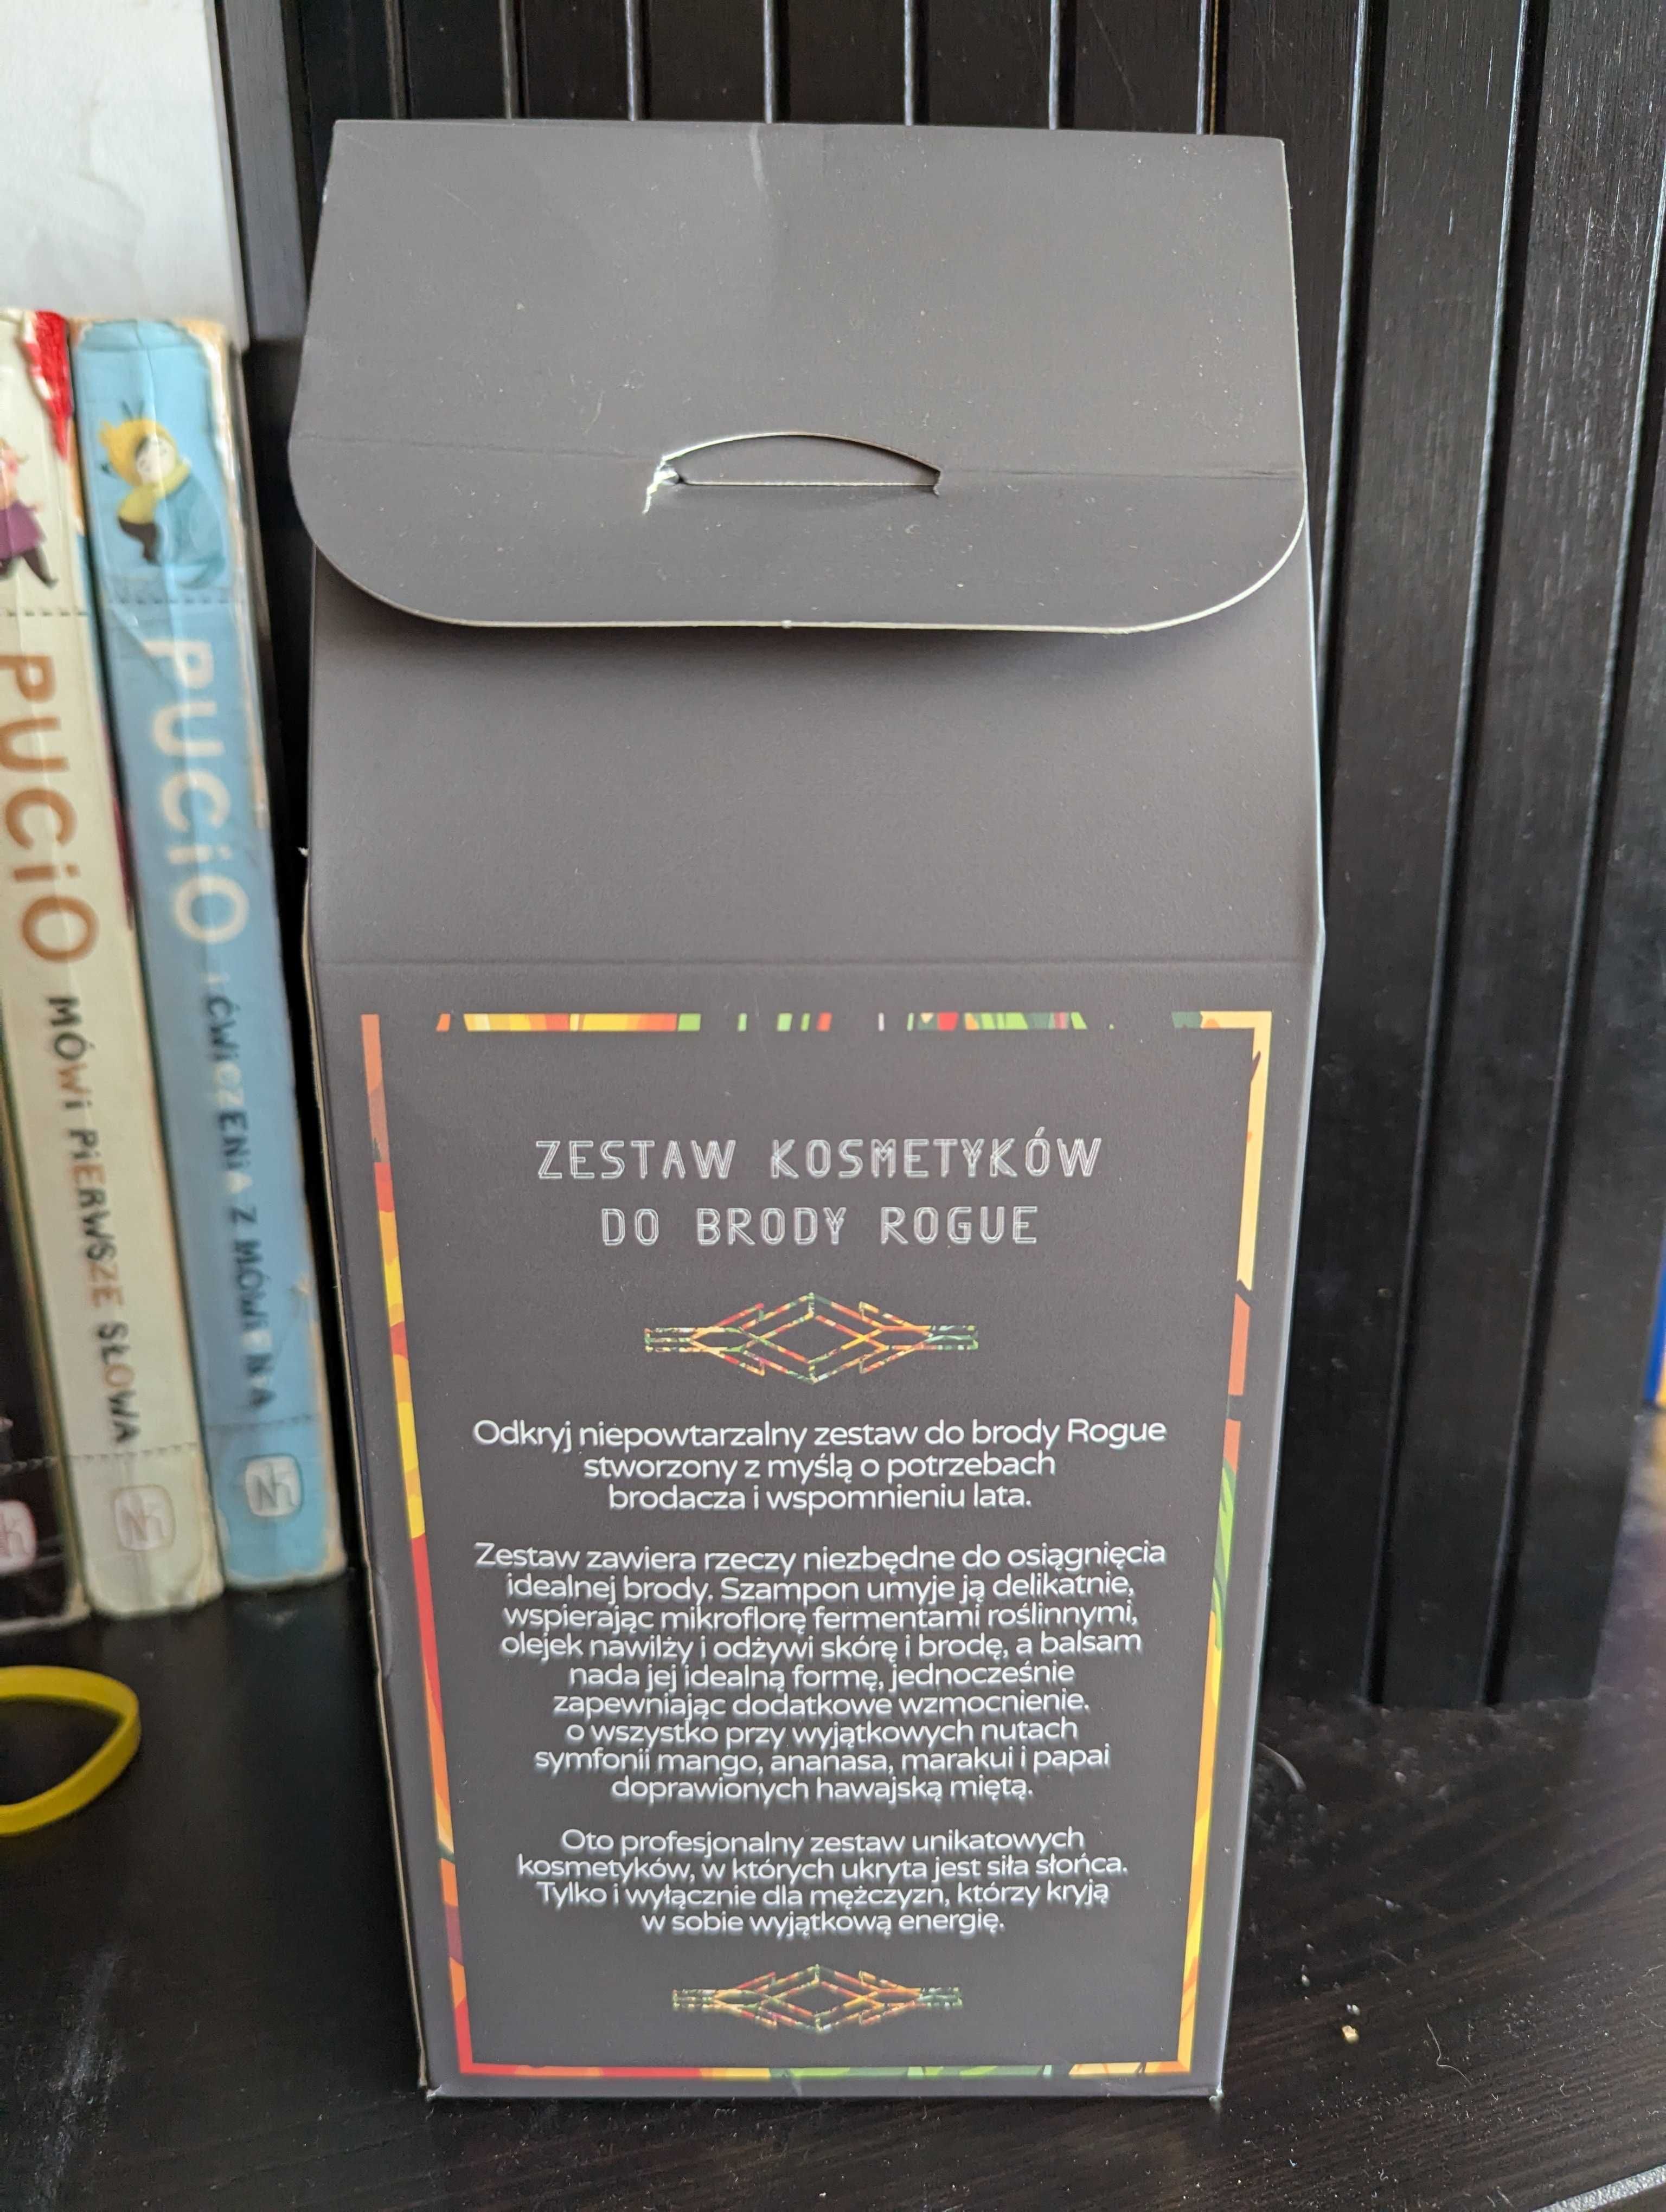 PUCiO MÓWi PiERWSZE SŁOWA
PUCiO i ĆWiCZENiA Z MÓWiENiA
ZESTAW KOSMETYKÓW
DO BRODY ROGUE
Odkryj niepowtarzalny zestaw do brody Rogue
stworzony z myślą o potrzebach
brodacza i wspomnieniu lata.
Zestaw zawiera rzeczy niezbędne do osiągnięcia
idealnej brody. Szampon umyje ją delikatnie,
wspierając mikroflorę fermentami roślinnymi,
olejek nawilży i odżywi skórę i brodę, a balsam
nada jej idealną formę, jednocześnie
zapewniając dodatkowe wzmocnienie.
o wszystko przy wyjątkowych nutach
symfonii mango, ananasa, marakui i papai
doprawionych hawajską miętą.
Oto profesjonalny zestaw unikatowych
kosmetyków, w których ukryta jest siła słońca.
Tylko i wyłącznie dla mężczyzn, którzy kryją
w sobie wyjątkową energię.